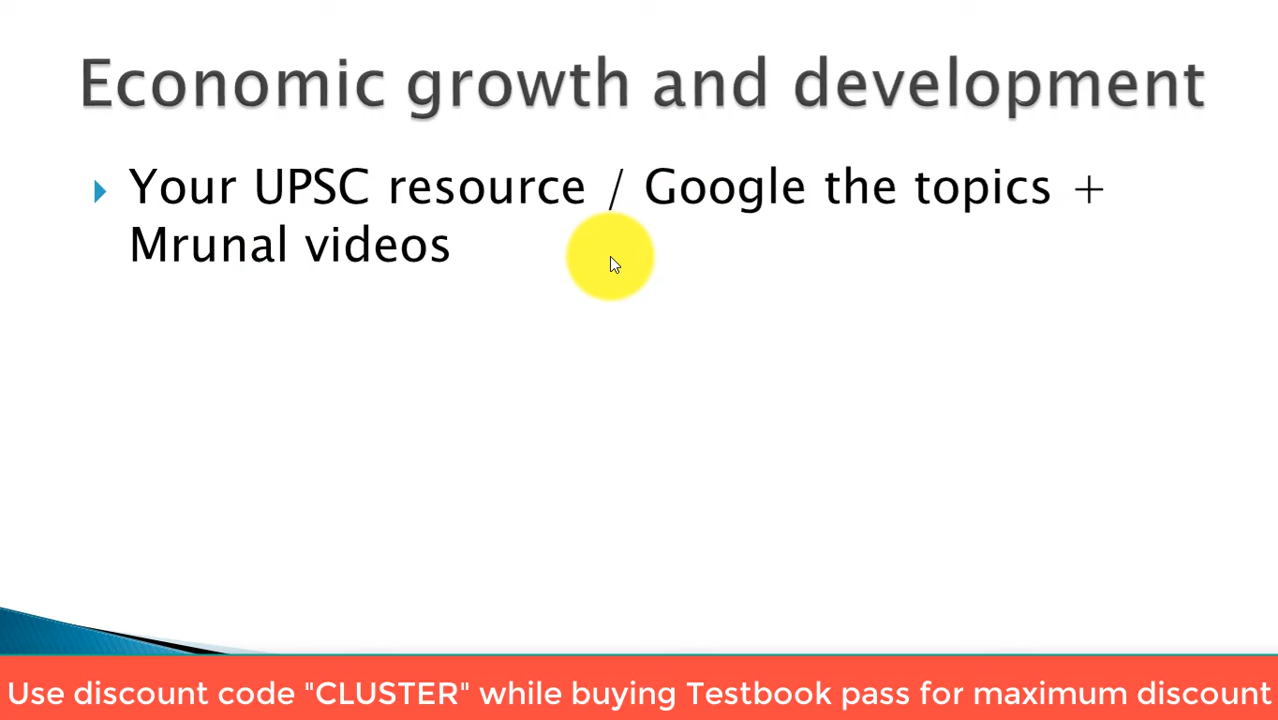 Economic growth and development
Your UPSC resource / Google the topics +
Mrunal videos
Use discount code "CLUSTER" while buying Testbook pass for maximum discount